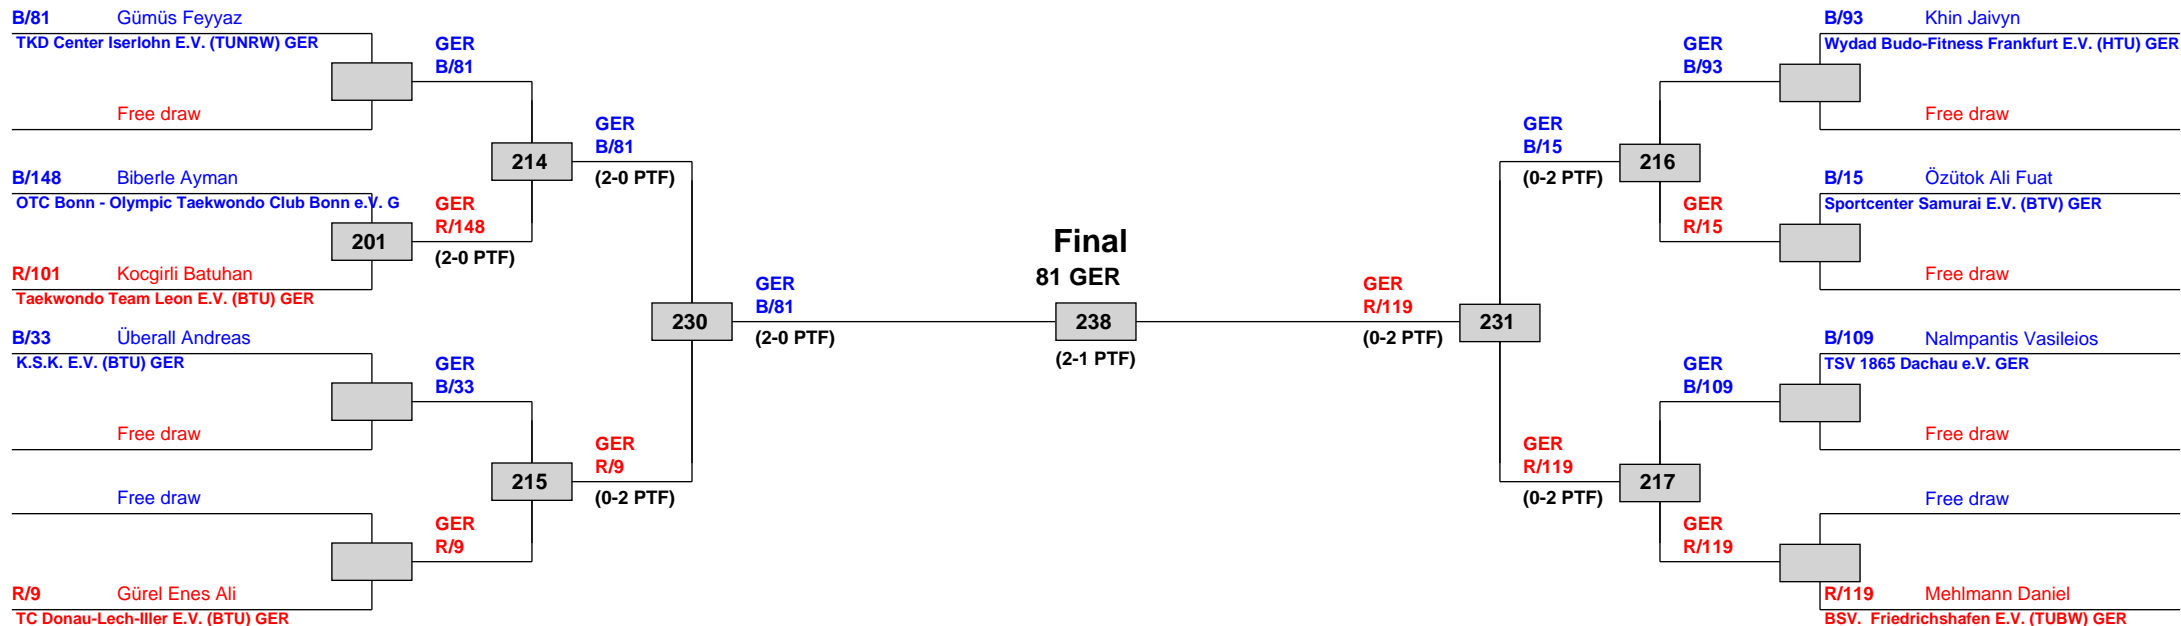 B/81 Gümüs Feyyaz
TKD Center Iserlohn E.V. (TUNRW) GER
Free draw
B/148 Biberle Ayman
OTC Bonn - Olympic Taekwondo Club Bonn e.V. G
R/101 Kocgirli Batuhan
Taekwondo Team Leon E.V. (BTU) GER
B/33 Überall Andreas
K.S.K. E.V. (BTU) GER
Free draw
Free draw
R/9 Gürel Enes Ali
TC Donau-Lech-Iller E.V. (BTU) GER
GER
B/81
201
GER
R/148
(2-0 PTF)
GER
B/33
GER
R/9
214
GER
B/81
(2-0 PTF)
215
GER
R/9
(0-2 PTF)
230
GER
B/81
(2-0 PTF)
Final
81 GER
238
(2-1 PTF)
GER
R/119
(0-2 PTF)
231
GER
B/15
(0-2 PTF)
216
GER
R/119
(0-2 PTF)
217
GER
B/93
GER
R/15
GER
B/109
GER
R/119
B/93 Khin Jaivyn
Wydad Budo-Fitness Frankfurt E.V. (HTU) GER
Free draw
B/15 Özütok Ali Fuat
Sportcenter Samurai E.V. (BTV) GER
Free draw
B/109 Nalmpantis Vasileios
TSV 1865 Dachau e.V. GER
Free draw
Free draw
R/119 Mehlmann Daniel
BSV. Friedrichshafen E.V. (TUBW) GER